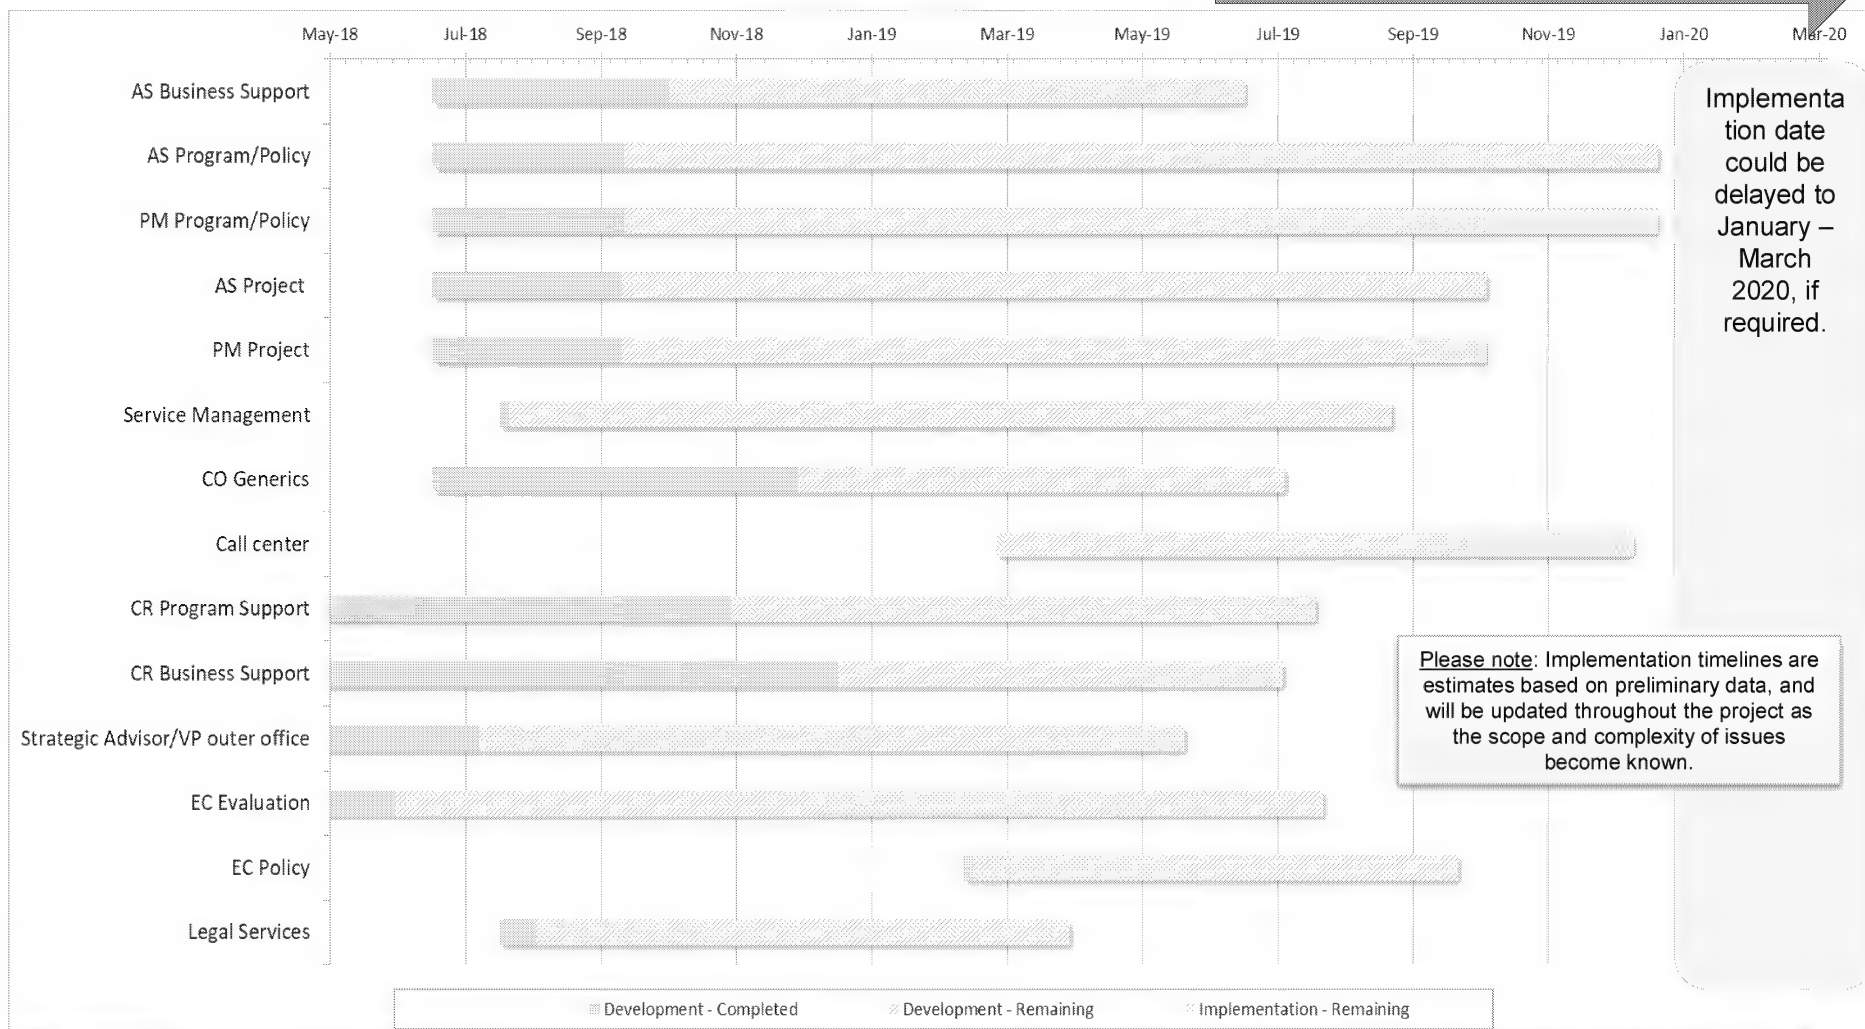 May-18 Jul-18 Sep-18 Nov-18 Jan-19 Mar-19 May-19 Jul-19 Sep-19 Nov-19 Jan-20 Mar-20
AS Business Support
AS Program/Policy
PM Program/Policy
AS Project
PM Project
Service Management
CO Generics
Call center
CR Program Support
CR Business Support
Strategic Advisor/VP outer office
EC Evaluation
EC Policy
Legal Services
Implementa
tion date
could be
delayed to
January –
March
2020, if
required.
Please note: Implementation timelines are
estimates based on preliminary data, and
will be updated throughout the project as
the scope and complexity of issues
become known.
Development - Completed Development - Remaining Implementation - Remaining